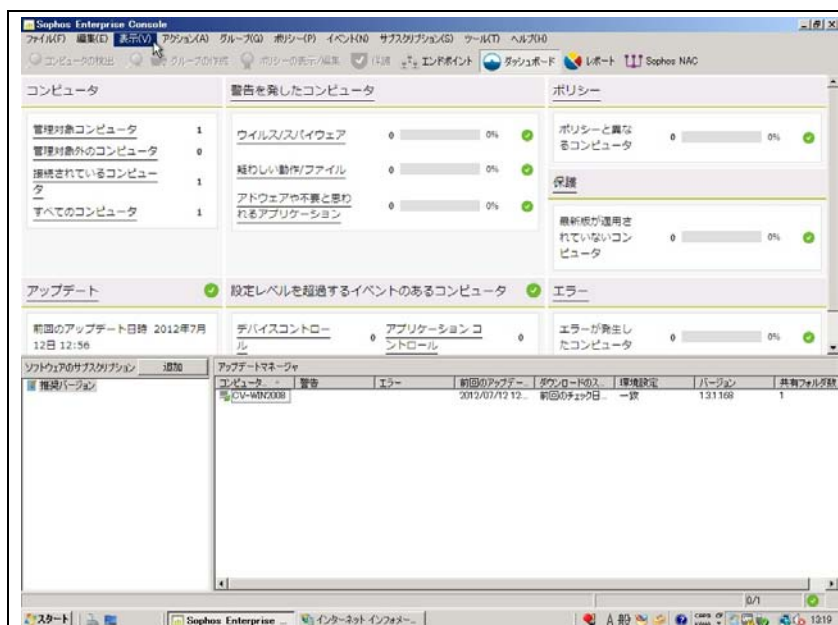 Sophos Enterprise Console
ファイル(F) 編集(E) 表示(V) アクション(A) グループ(G) ポリシー(P) イベント(N) サブスクリプション(S) ツール(T) ヘルプ(H)
コンピュータの検出 グループの作成 ポリシーの表示/編集 保護 エンドポイント ダッシュボード レポート Sophos NAC
コンピュータ
管理対象コンピュータ 1
管理対象外のコンピュータ 0
接続されているコンピュー
タ 1
すべてのコンピュータ 1
警告を発したコンピュータ
ウイルス/スパイウェア 0 0%
疑わしい動作/ファイル 0 0%
アドウェアや不要と思わ
れるアプリケーション 0 0%
ポリシー
ポリシーと異な
るコンピュータ 0 0%
保護
最新版が適用さ
れていないコン
ピュータ 0 0%
アップデート
前回のアップデート日時 2012年7月
12日 12:56
設定レベルを超過するイベントのあるコンピュータ
デバイスコントロー
ル 0
アプリケーション コ
ントロール 0
エラー
エラーが発生し
たコンピュータ 0 0%
ソフトウェアのサブスクリプション 追加
推奨バージョン
アップデートマネージャ
コンピュータ... 警告 エラー 前回のアップデー... ダウンロードのス... 環境設定 バージョン 共有フォルダ数
CV-WIN2008 2012/07/12 12... 前回のチェック日... 一致 1.3.1.168 1
0/1
スタート Sophos Enterprise ... インターネット インフォメー... A 般 CAPS KANA 13:19